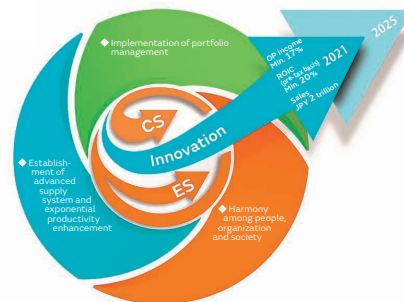 ◆ Implementation of portfolio
management
OP income
Min. 17%
ROIC
(pre-tax basis)
Min. 20%
Sales
JPY 2 trillion
2021
2025
CS
Innovation
ES
◆ Establish-
ment of
advanced
supply
system and
exponential
productivity
enhancement
◆ Harmony
among people,
organization
and society